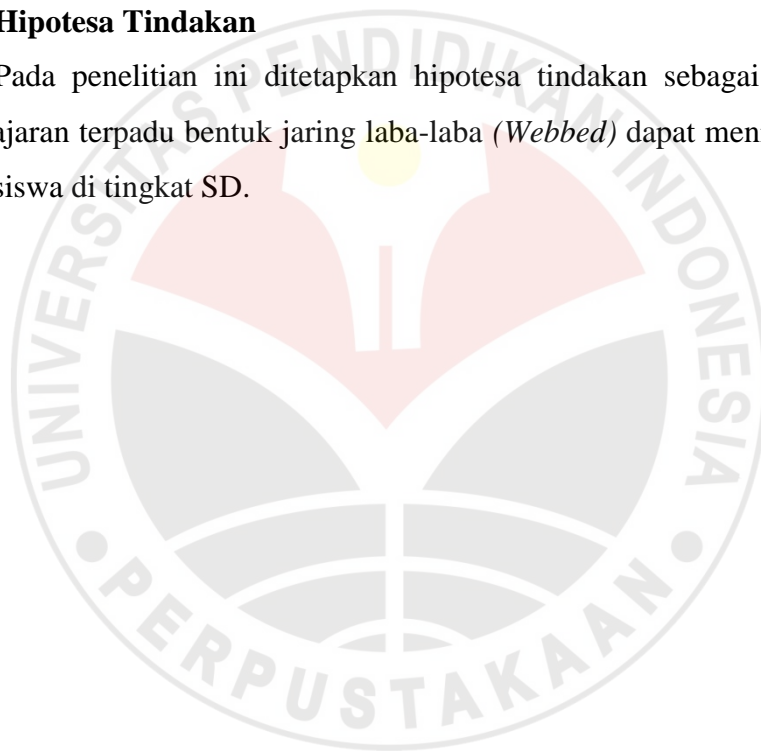 Hipotesa Tindakan
Pada penelitian ini ditetapkan hipotesa tindakan sebagai
ajaran terpadu bentuk jaring laba-laba (Webbed) dapat men
siswa di tingkat SD.
UNIVERSITAS PENDIDIKAN INDONESIA
PERPUSTAKAAN